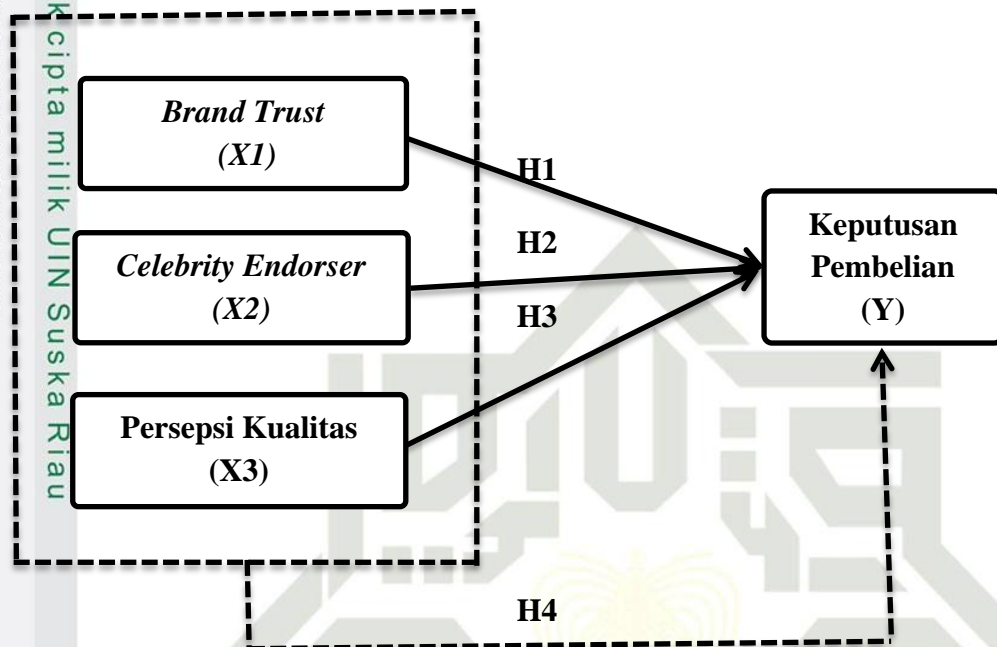 k cipta milik UIN Suska Riau
Brand Trust
(X1)
Celebrity Endorser
(X2)
Persepsi Kualitas
(X3)
H1
H2
H3
Keputusan
Pembelian
(Y)
H4